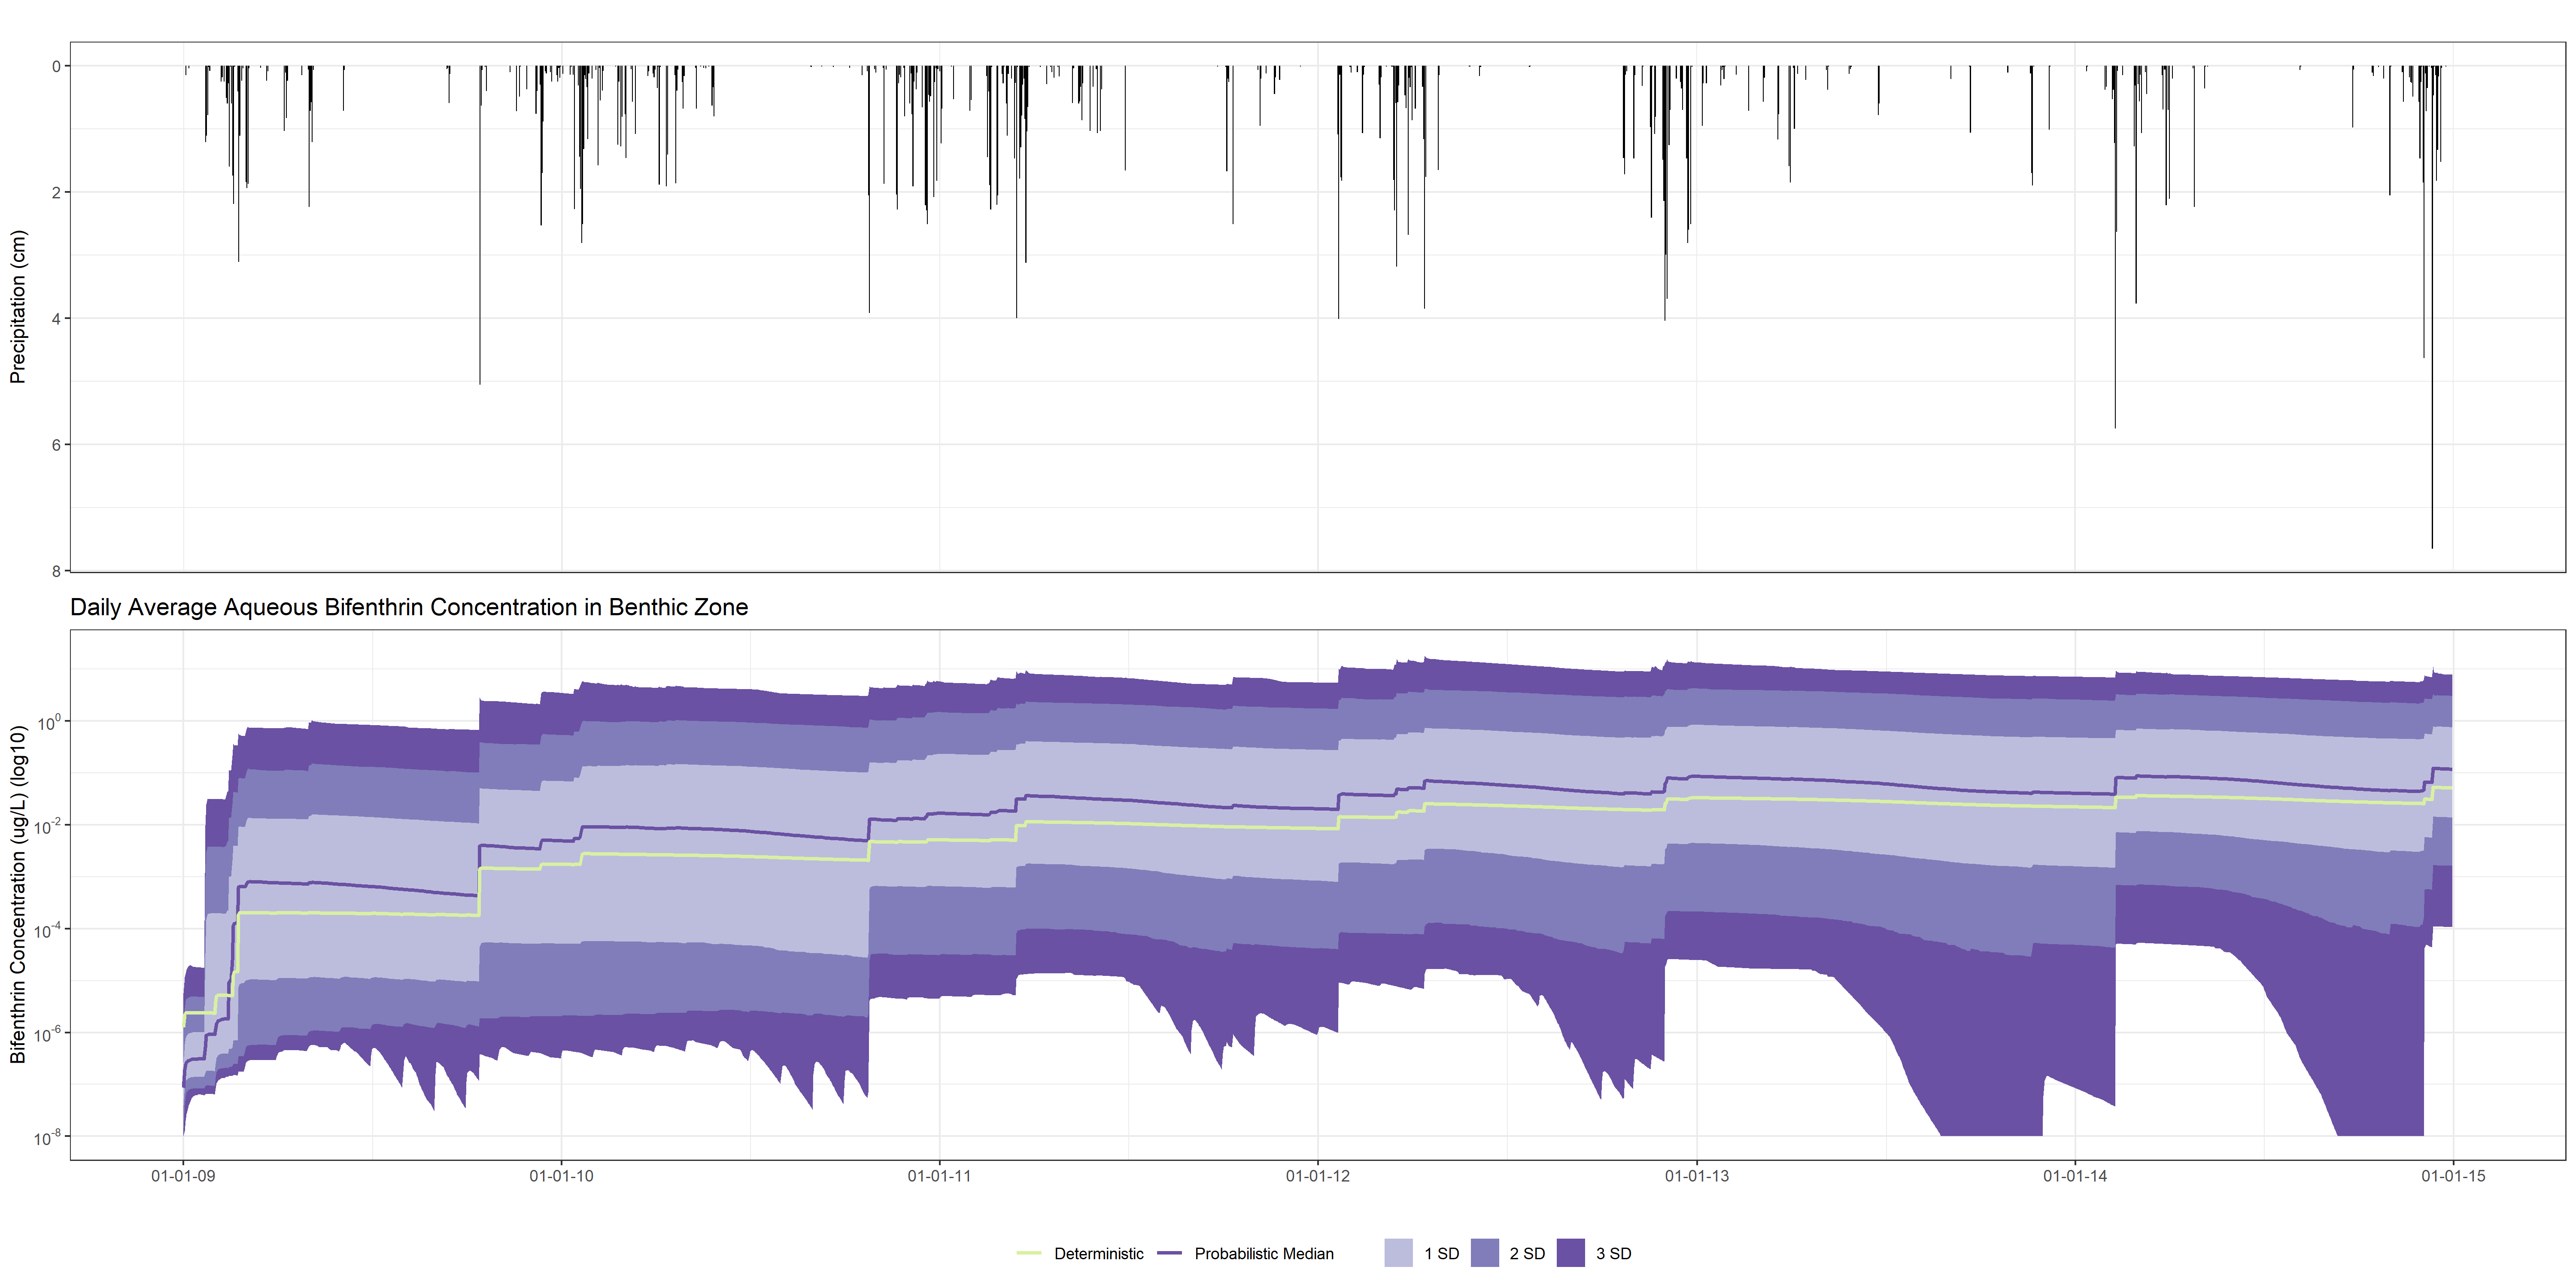 Precipitation (cm)
0
2
4
6
8
Daily Average Aqueous Bifenthrin Concentration in Benthic Zone
Bifenthrin Concentration (ug/L) (log10)
10^0
10^-2
10^-4
10^-6
10^-8
01-01-09 01-01-10 01-01-11 01-01-12 01-01-13 01-01-14 01-01-15
Deterministic Probabilistic Median 1 SD 2 SD 3 SD